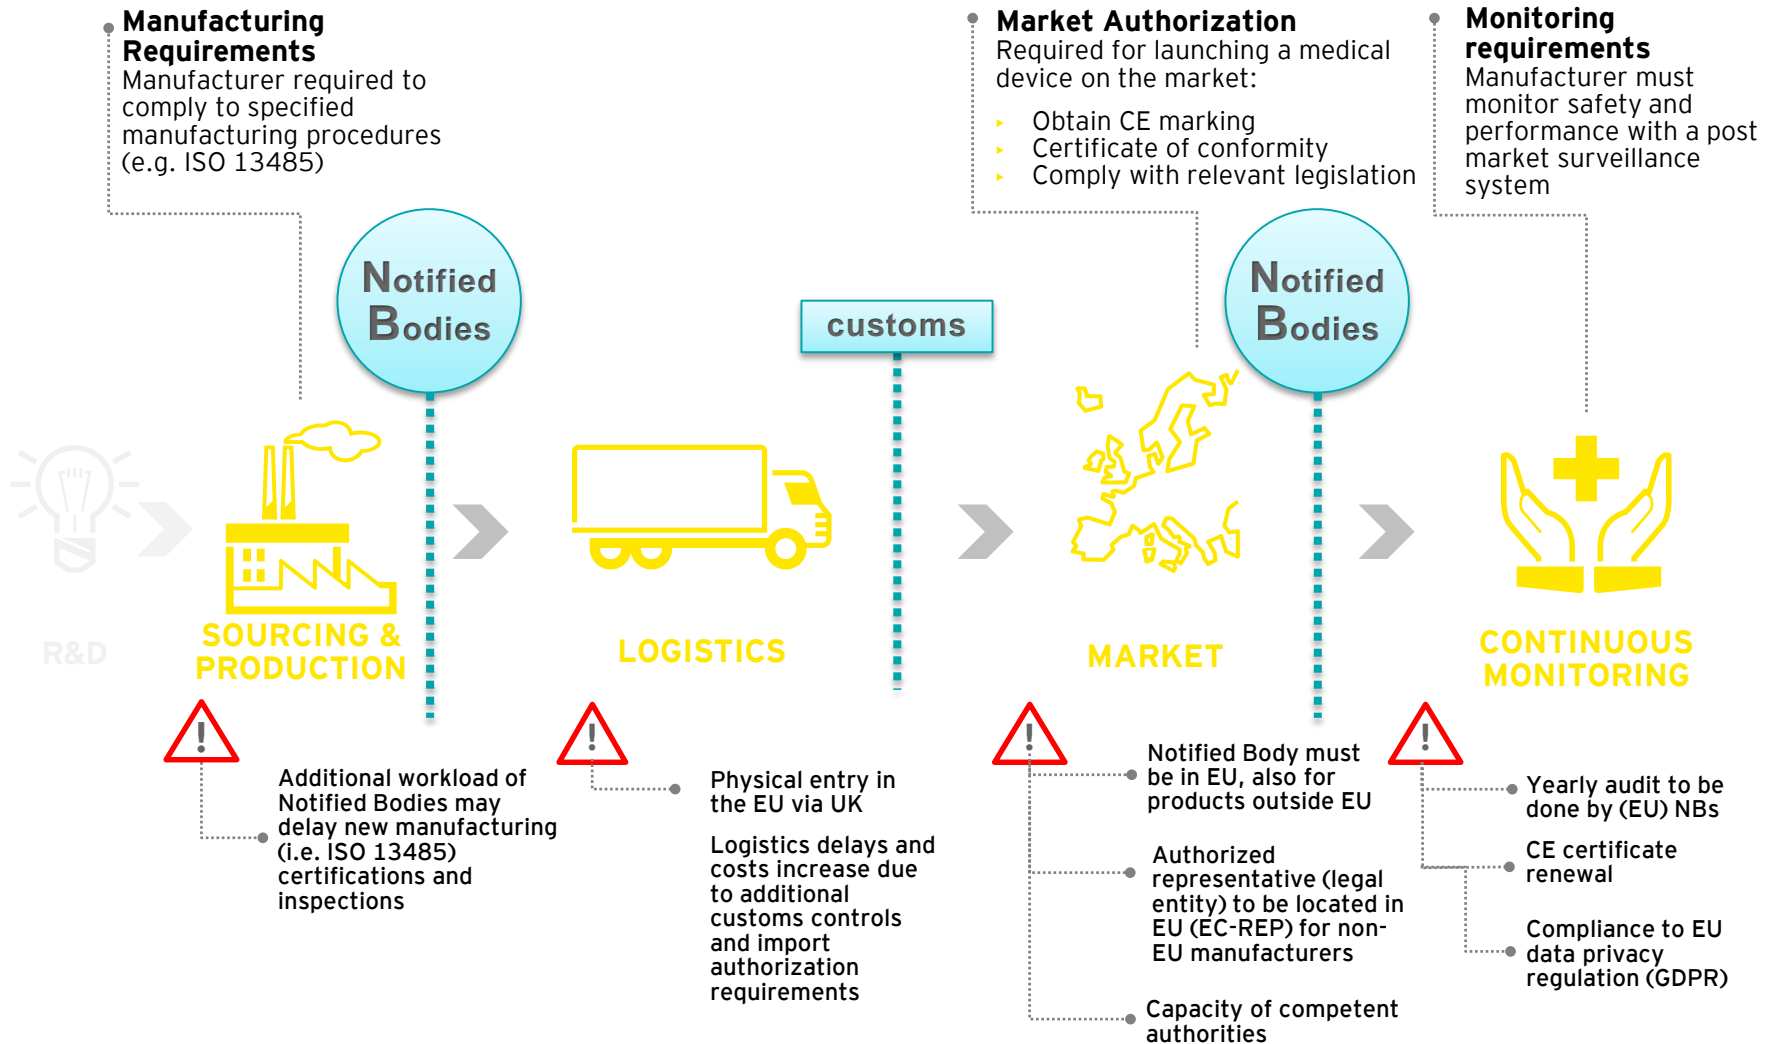 Manufacturing
Requirements
Manufacturer required to
comply to specified
manufacturing procedures
(e.g. ISO 13485)
Market Authorization
Required for launching a medical
device on the market:
▸ Obtain CE marking
▸ Certificate of conformity
▸ Comply with relevant legislation
Monitoring
requirements
Manufacturer must
monitor safety and
performance with a post
market surveillance
system
Notified
Bodies
customs
Notified
Bodies
R&D
SOURCING &
PRODUCTION
LOGISTICS
MARKET
CONTINUOUS
MONITORING
!
Additional workload of
Notified Bodies may
delay new manufacturing
(i.e. ISO 13485)
certifications and
inspections
!
Physical entry in
the EU via UK
Logistics delays and
costs increase due
to additional
customs controls
and import
authorization
requirements
!
Notified Body must
be in EU, also for
products outside EU
Authorized
representative (legal
entity) to be located in
EU (EC-REP) for non-
EU manufacturers
Capacity of competent
authorities
!
Yearly audit to be
done by (EU) NBs
CE certificate
renewal
Compliance to EU
data privacy
regulation (GDPR)